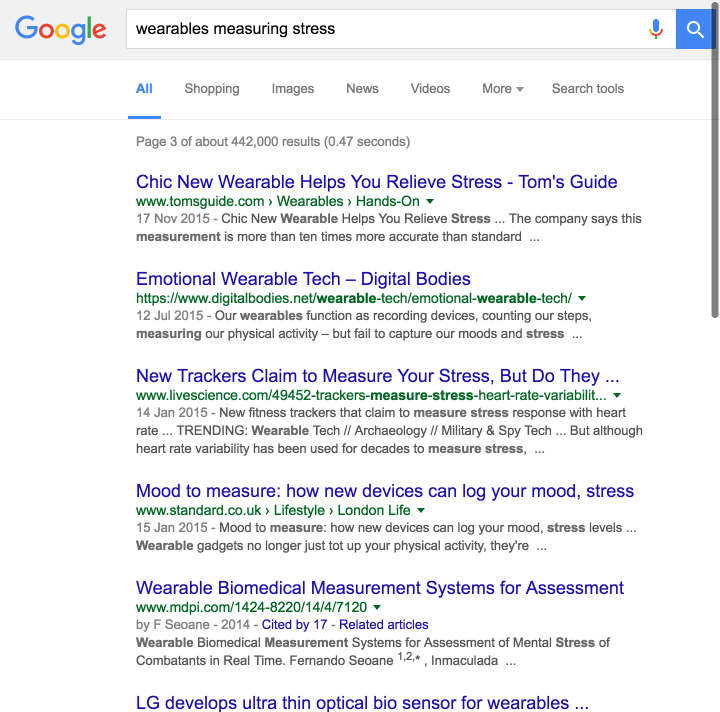 Google
wearables measuring stress
All Shopping Images News Videos More Search tools
Page 3 of about 442,000 results (0.47 seconds)
Chic New Wearable Helps You Relieve Stress - Tom's Guide
www.tomsguide.com › Wearables › Hands-On
17 Nov 2015 - Chic New Wearable Helps You Relieve Stress ... The company says this
measurement is more than ten times more accurate than standard ...
Emotional Wearable Tech – Digital Bodies
https://www.digitalbodies.net/wearable-tech/emotional-wearable-tech/
12 Jul 2015 - Our wearables function as recording devices, counting our steps,
measuring our physical activity – but fail to capture our moods and stress ...
New Trackers Claim to Measure Your Stress, But Do They ...
www.livescience.com/49452-trackers-measure-stress-heart-rate-variabilit...
14 Jan 2015 - New fitness trackers that claim to measure stress response with heart
rate ... TRENDING: Wearable Tech // Archaeology // Military & Spy Tech ... But although
heart rate variability has been used for decades to measure stress, ...
Mood to measure: how new devices can log your mood, stress
www.standard.co.uk › Lifestyle › London Life
15 Jan 2015 - Mood to measure: how new devices can log your mood, stress levels ...
Wearable gadgets no longer just tot up your physical activity, they're ...
Wearable Biomedical Measurement Systems for Assessment
www.mdpi.com/1424-8220/14/4/7120
by F Seoane - 2014 - Cited by 17 - Related articles
Wearable Biomedical Measurement Systems for Assessment of Mental Stress of
Combatants in Real Time. Fernando Seoane 1,2,* , Inmaculada ...
LG develops ultra thin optical bio sensor for wearables ...